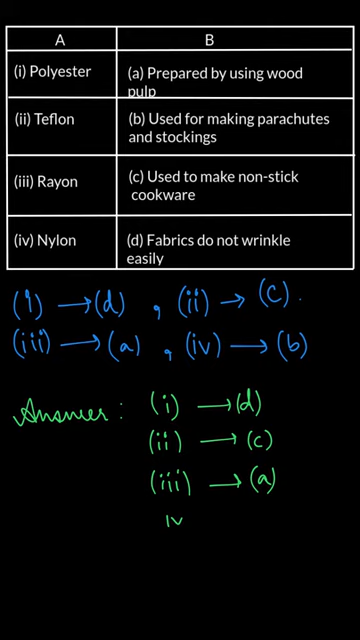 A B
(i) Polyester (a) Prepared by using wood
pulp
(ii) Teflon (b) Used for making parachutes
and stockings
(iii) Rayon (c) Used to make non-stick
cookware
(iv) Nylon (d) Fabrics do not wrinkle
easily
(i) → (d) , (ii) → (c).
(iii) → (a) , (iv) → (b)
Answer : (i) → (d)
(ii) → (c)
(iii) → (a)
iv